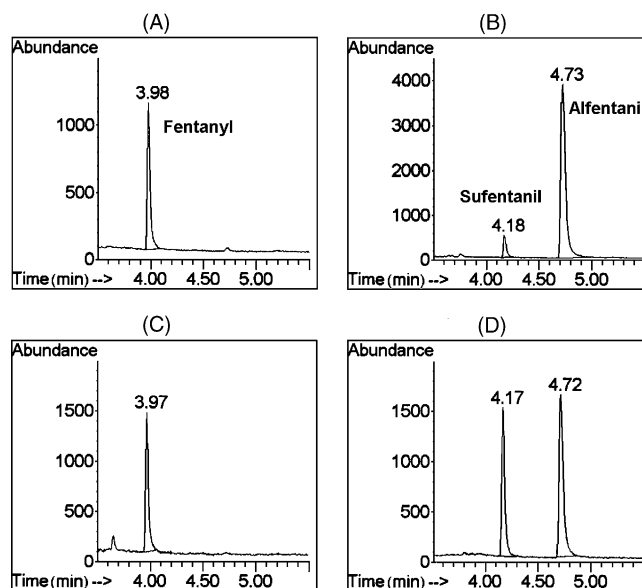 (A)
Abundance
3.98
Fentanyl
1000
500
0
Time (min) --> 4.00 4.50 5.00
(B)
Abundance
4.73
4000
Alfentani
3000
2000
Sufentanil
1000
4.18
0
Time (min) --> 4.00 4.50 5.00
(C)
Abundance
3.97
1500
1000
500
0
Time (min) --> 4.00 4.50 5.00
(D)
Abundance
4.17 4.72
1500
1000
500
0
Time (min) --> 4.00 4.50 5.00